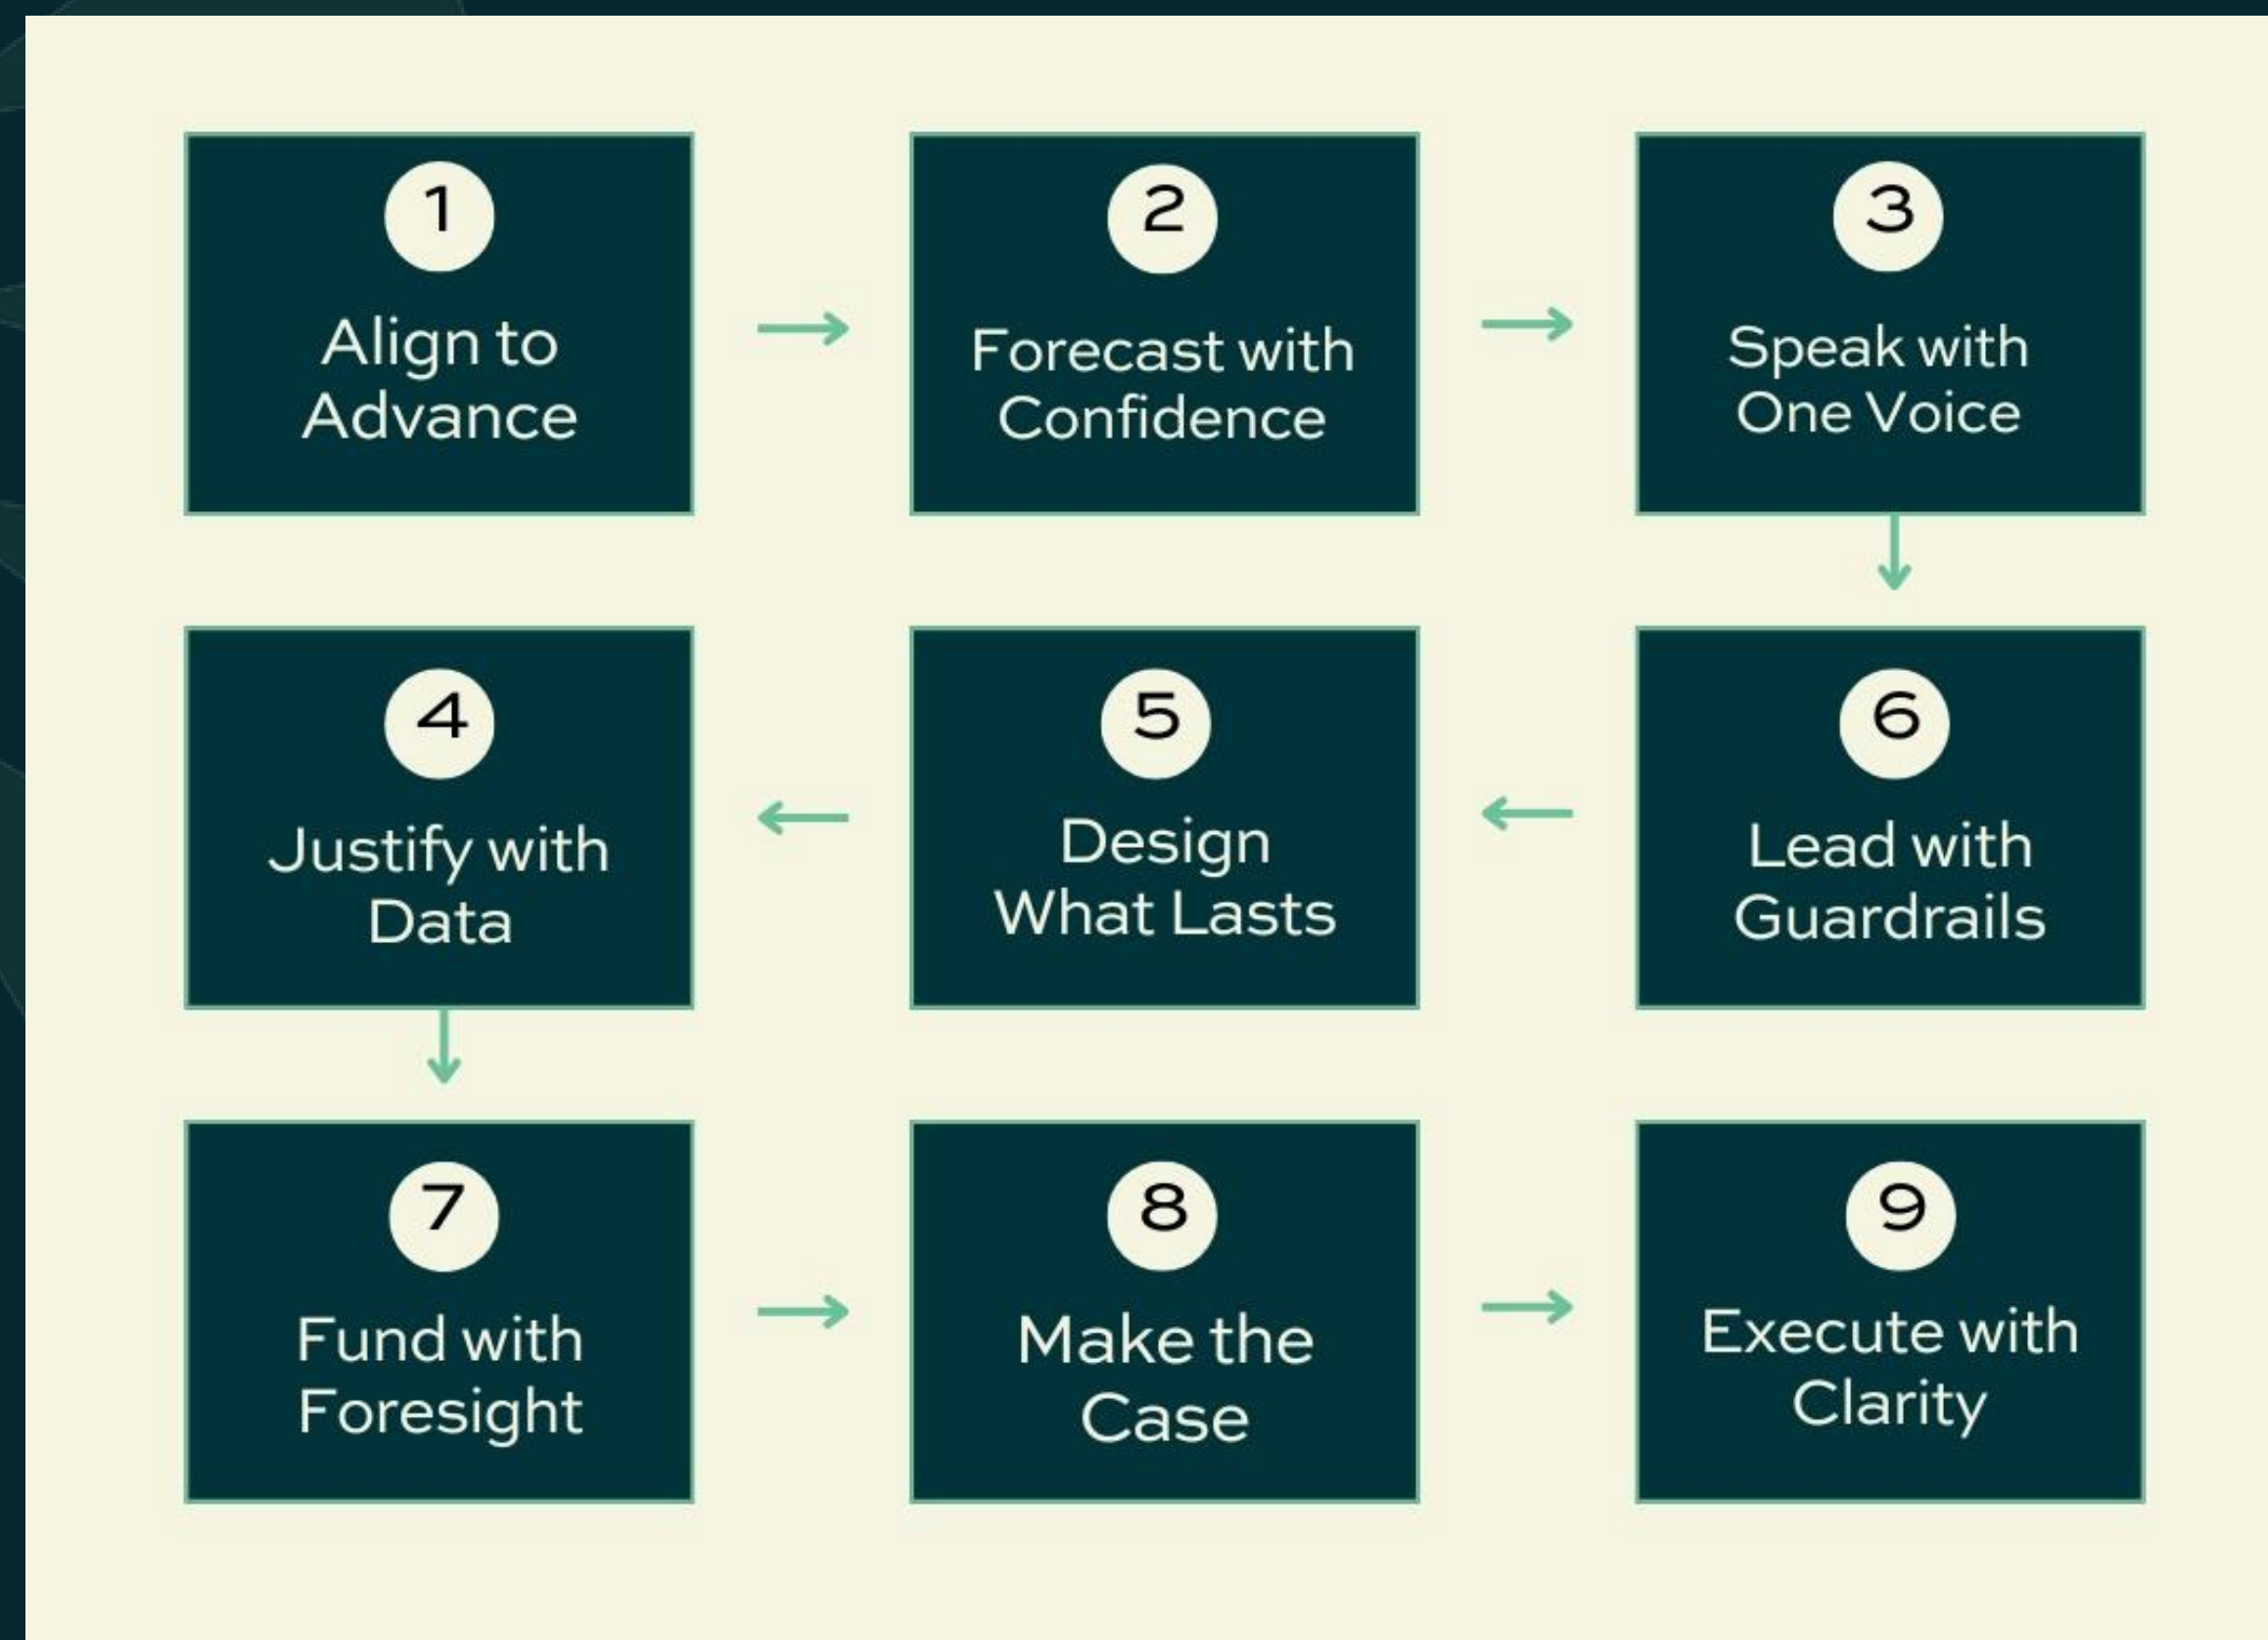 1
Align to
Advance
2
Forecast with
Confidence
3
Speak with
One Voice
4
Justify with
Data
5
Design
What Lasts
6
Lead with
Guardrails
7
Fund with
Foresight
8
Make the
Case
9
Execute with
Clarity